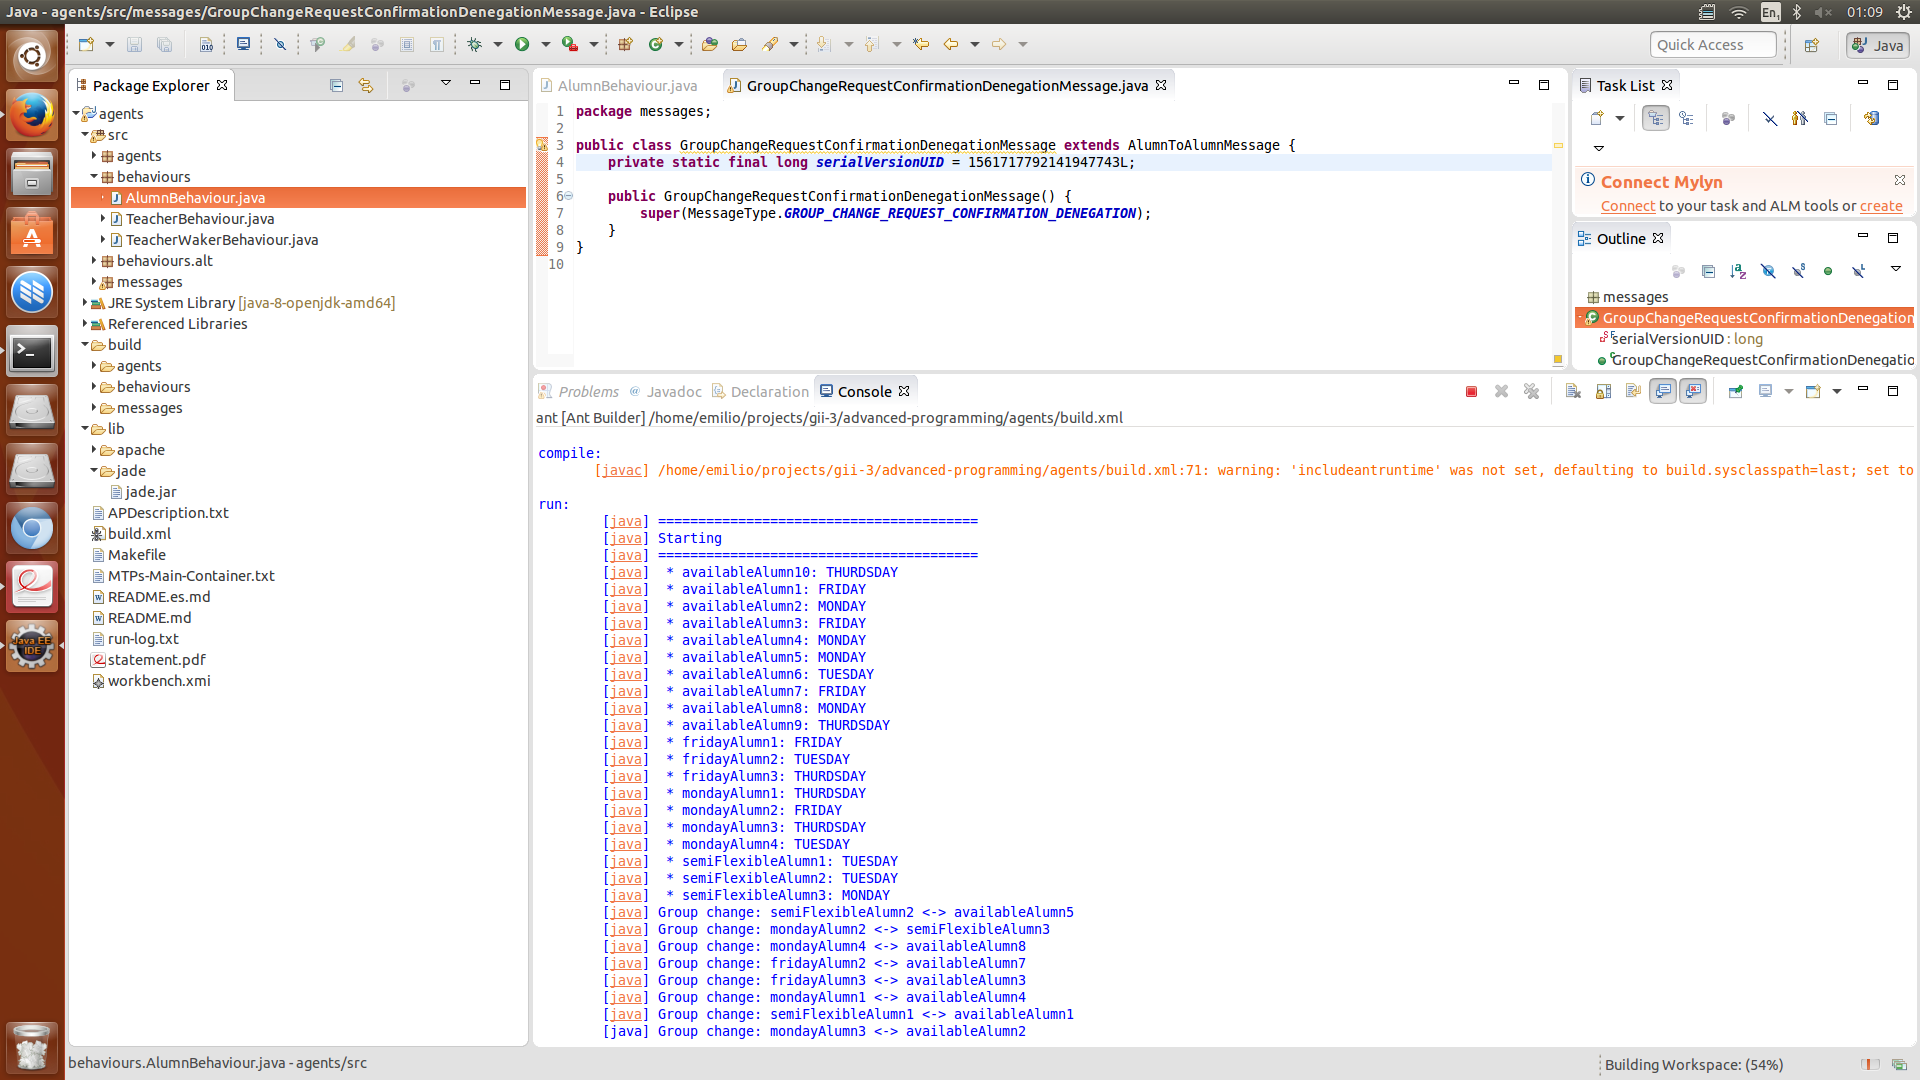 Java - agents/src/messages/GroupChangeRequestConfirmationDenegationMessage.java - Eclipse
En 01:09
Quick Access
Java
Package Explorer
agents
src
agents
behaviours
AlumnBehaviour.java
TeacherBehaviour.java
TeacherWakerBehaviour.java
behaviours.alt
messages
JRE System Library [java-8-openjdk-amd64]
Referenced Libraries
build
agents
behaviours
messages
lib
apache
jade
jade.jar
APDescription.txt
build.xml
Makefile
MTPs-Main-Container.txt
README.es.md
README.md
run-log.txt
statement.pdf
workbench.xmi
Java EE
IDE
AlumnBehaviour.java
GroupChangeRequestConfirmationDenegationMessage.java
1 package messages;
2
3 public class GroupChangeRequestConfirmationDenegationMessage extends AlumnToAlumnMessage {
4 private static final long serialVersionUID = 1561717792141947743L;
5
6 public GroupChangeRequestConfirmationDenegationMessage() {
7 super(MessageType.GROUP_CHANGE_REQUEST_CONFIRMATION_DENEGATION);
8 }
9 }
10
Task List
Connect Mylyn
Connect to your task and ALM tools or create
Outline
messages
GroupChangeRequestConfirmationDenegation
serialVersionUID : long
GroupChangeRequestConfirmationDenegatio
Problems @ Javadoc Declaration Console
ant [Ant Builder] /home/emilio/projects/gii-3/advanced-programming/agents/build.xml
compile:
[javac] /home/emilio/projects/gii-3/advanced-programming/agents/build.xml:71: warning: 'includeantruntime' was not set, defaulting to build.sysclasspath=last; set to
run:
[java] ========================================
[java] Starting
[java] ========================================
[java] * availableAlumn10: THURDSDAY
[java] * availableAlumn1: FRIDAY
[java] * availableAlumn2: MONDAY
[java] * availableAlumn3: FRIDAY
[java] * availableAlumn4: MONDAY
[java] * availableAlumn5: MONDAY
[java] * availableAlumn6: TUESDAY
[java] * availableAlumn7: FRIDAY
[java] * availableAlumn8: MONDAY
[java] * availableAlumn9: THURDSDAY
[java] * fridayAlumn1: FRIDAY
[java] * fridayAlumn2: TUESDAY
[java] * fridayAlumn3: THURDSDAY
[java] * mondayAlumn1: THURDSDAY
[java] * mondayAlumn2: FRIDAY
[java] * mondayAlumn3: THURDSDAY
[java] * mondayAlumn4: TUESDAY
[java] * semiFlexibleAlumn1: TUESDAY
[java] * semiFlexibleAlumn2: TUESDAY
[java] * semiFlexibleAlumn3: MONDAY
[java] Group change: semiFlexibleAlumn2 <-> availableAlumn5
[java] Group change: mondayAlumn2 <-> semiFlexibleAlumn3
[java] Group change: mondayAlumn4 <-> availableAlumn8
[java] Group change: fridayAlumn2 <-> availableAlumn7
[java] Group change: fridayAlumn3 <-> availableAlumn3
[java] Group change: mondayAlumn1 <-> availableAlumn4
[java] Group change: semiFlexibleAlumn1 <-> availableAlumn1
[java] Group change: mondayAlumn3 <-> availableAlumn2
behaviours.AlumnBehaviour.java - agents/src
Building Workspace: (54%)